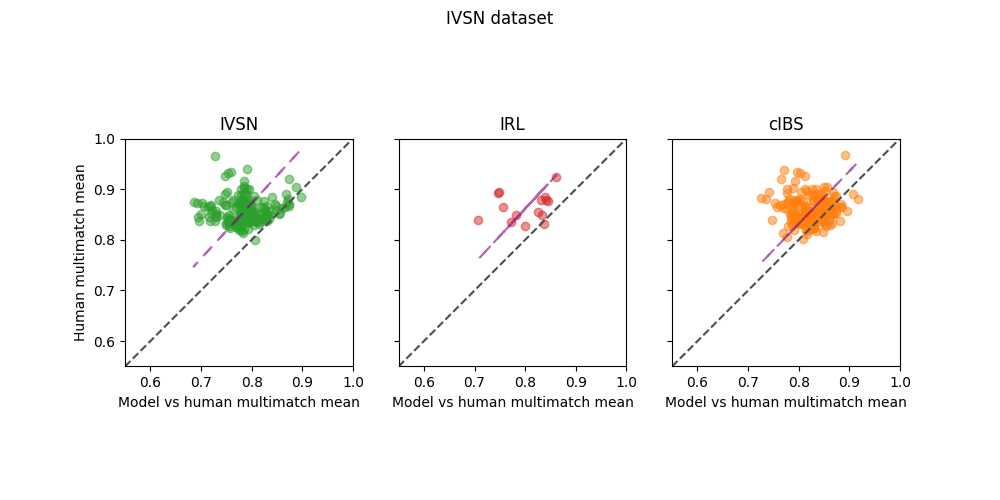 IVSN dataset
IVSN
IRL
cIBS
1.0
0.9
0.8
0.7
0.6
Human multimatch mean
0.6 0.7 0.8 0.9 1.0
0.6 0.7 0.8 0.9 1.0
0.6 0.7 0.8 0.9 1.0
Model vs human multimatch mean
Model vs human multimatch mean
Model vs human multimatch mean